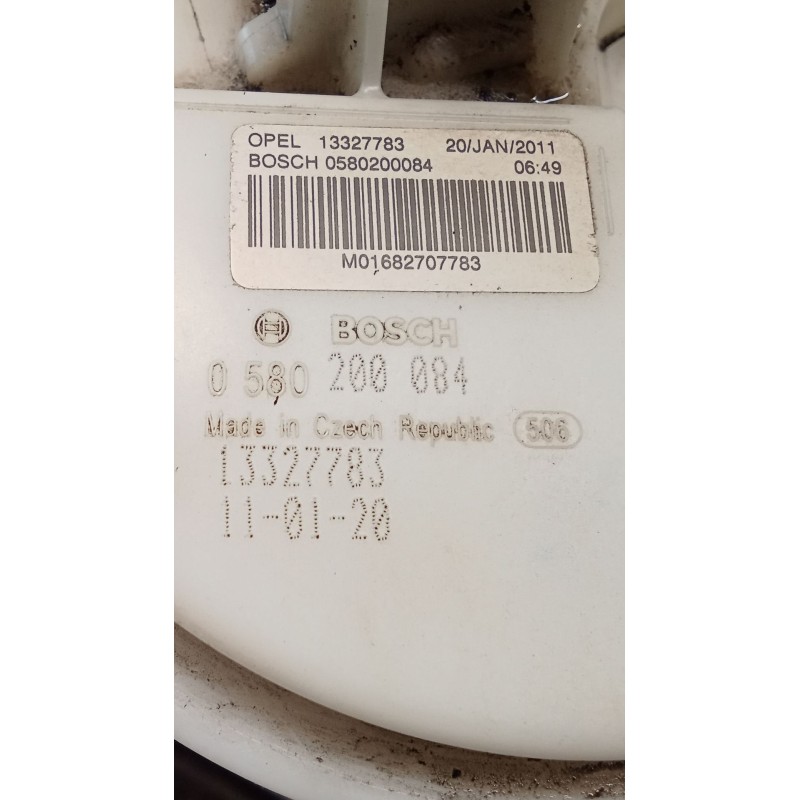 OPEL 13327783 20/JAN/2011
BOSCH 0580200084 06:49
M01682707783
BOSCH
0 580 200 084
Made in Czech Republic 506
13327783
11-01-20